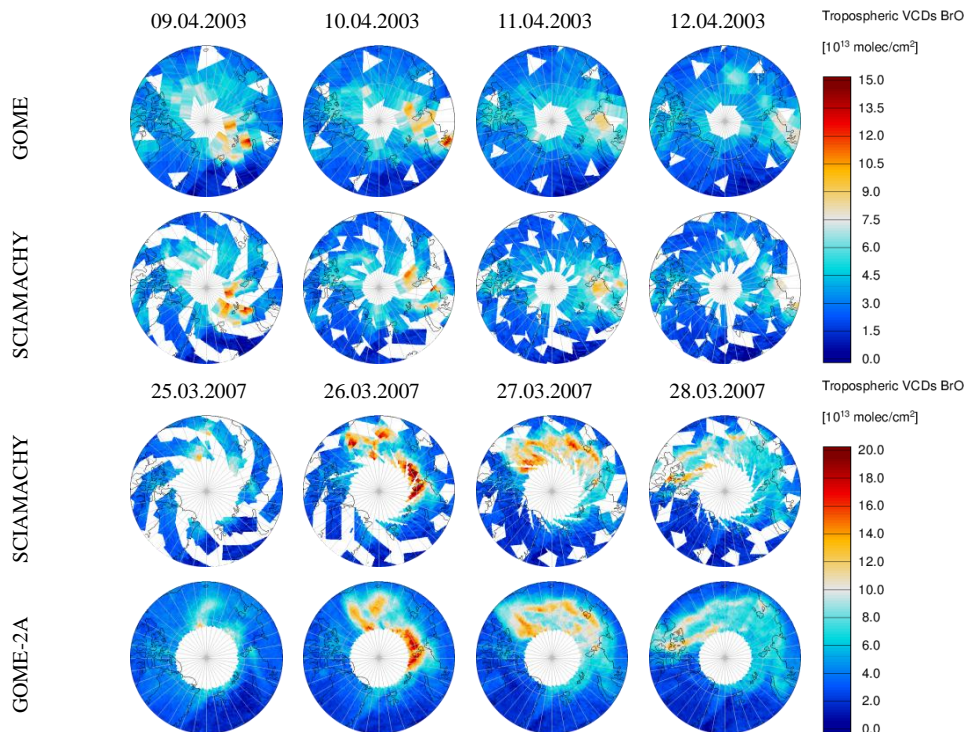 09.04.2003 10.04.2003 11.04.2003 12.04.2003 Tropospheric VCDs BrO
[10¹³ molec/cm²]
GOME
15.0
13.5
12.0
10.5
9.0
7.5
6.0
4.5
3.0
1.5
0.0
SCIAMACHY
25.03.2007 26.03.2007 27.03.2007 28.03.2007 Tropospheric VCDs BrO
[10¹³ molec/cm²]
SCIAMACHY
20.0
18.0
16.0
14.0
12.0
10.0
8.0
6.0
4.0
2.0
0.0
GOME-2A